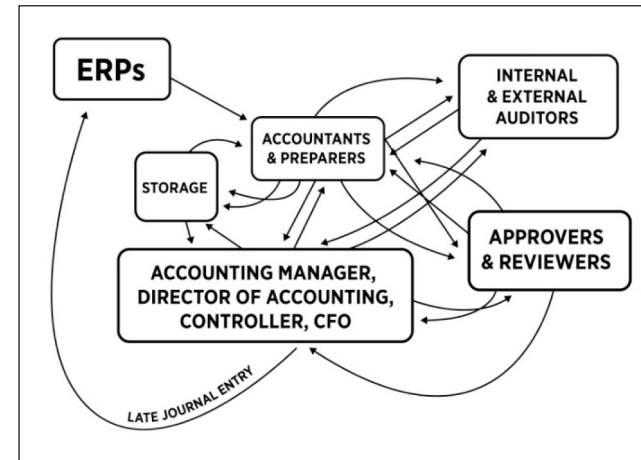 ERPs
INTERNAL
& EXTERNAL
AUDITORS
ACCOUNTANTS
& PREPARERS
STORAGE
APPROVERS
& REVIEWERS
ACCOUNTING MANAGER,
DIRECTOR OF ACCOUNTING,
CONTROLLER, CFO
LATE JOURNAL ENTRY